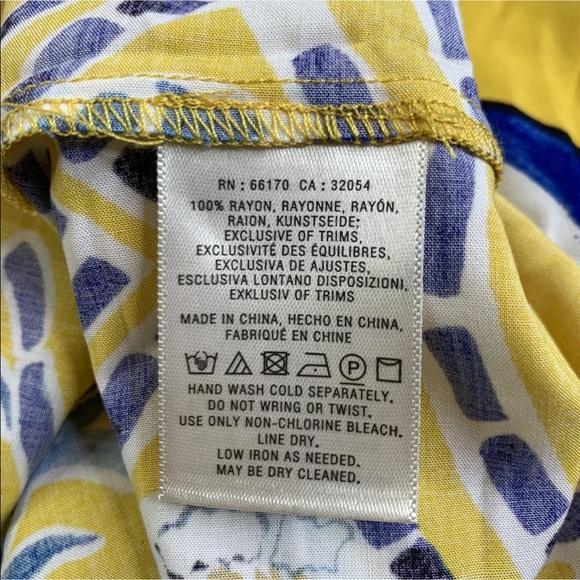 RN : 66170 CA : 32054
100% RAYON, RAYONNE, RAYÓN,
RAION, KUNSTSEIDE;
EXCLUSIVE OF TRIMS,
EXCLUSIVITÉ DES ÉQUILIBRES,
EXCLUSIVA DE AJUSTES,
ESCLUSIVA LONTANO DISPOSIZIONI,
EXKLUSIV OF TRIMS
MADE IN CHINA, HECHO EN CHINA,
FABRIQUÉ EN CHINE
P
HAND WASH COLD SEPARATELY.
DO NOT WRING OR TWIST.
USE ONLY NON-CHLORINE BLEACH.
LINE DRY.
LOW IRON AS NEEDED.
MAY BE DRY CLEANED.